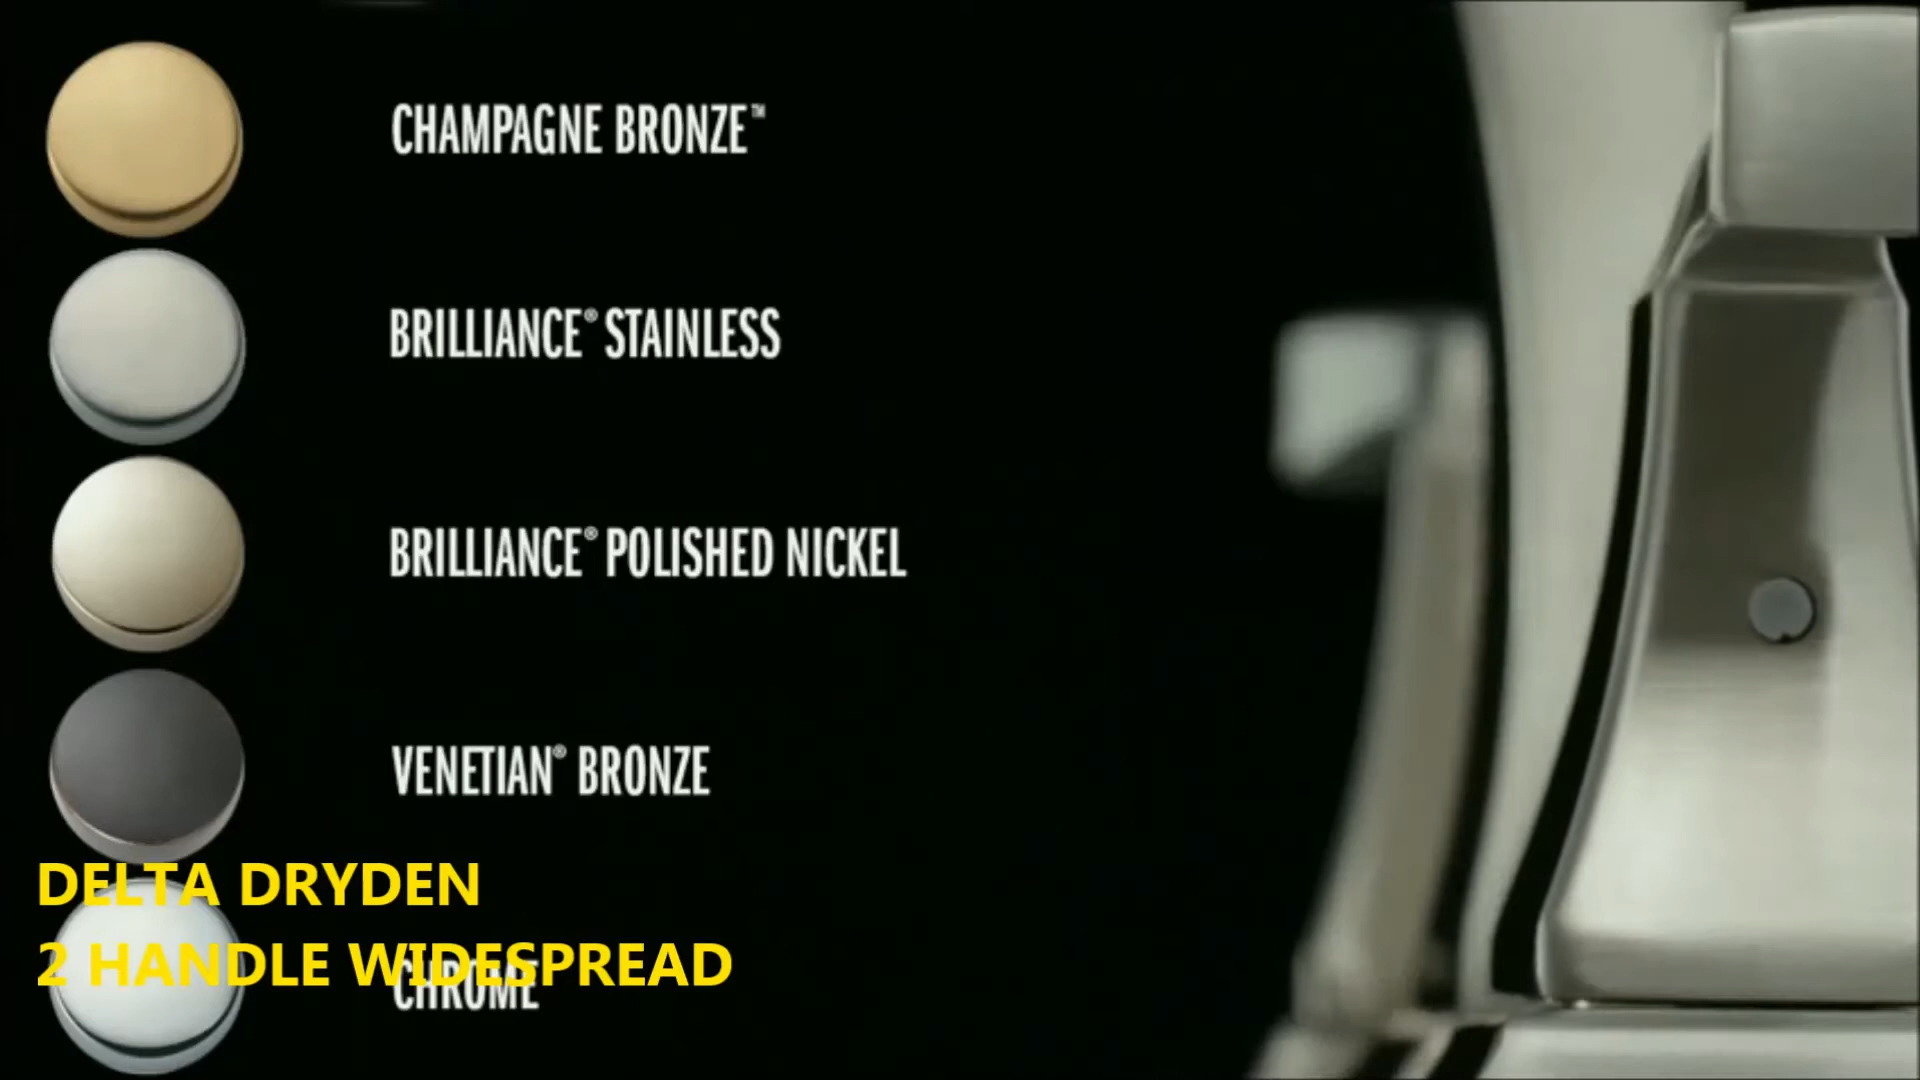 CHAMPAGNE BRONZE™
BRILLIANCE® STAINLESS
BRILLIANCE® POLISHED NICKEL
VENETIAN® BRONZE
DELTA DRYDEN
2 HANDLE WIDESPREAD
CHROME